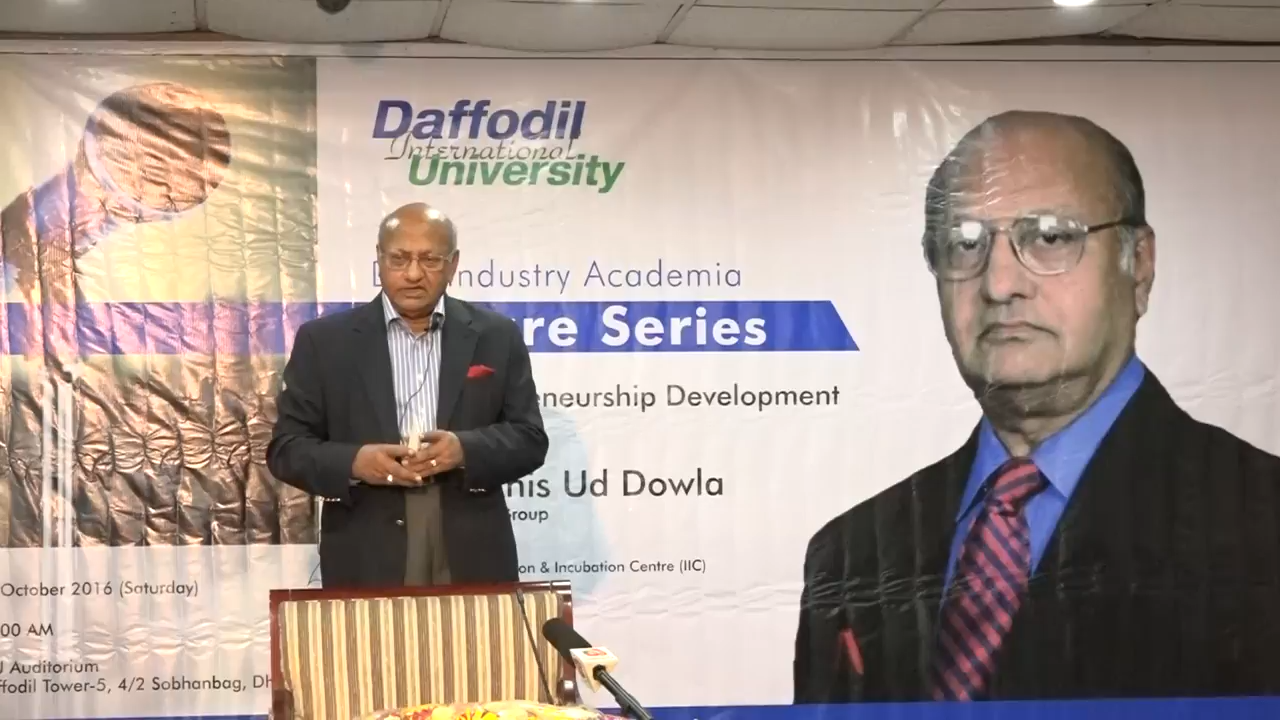 Daffodil
International
University
Industry Academia
re Series
eneurship Development
nis Ud Dowla
Group
on & Incubation Centre (IIC)
October 2016 (Saturday)
00 AM
Auditorium
ffodil Tower-5, 4/2 Sobhanbag, Dh